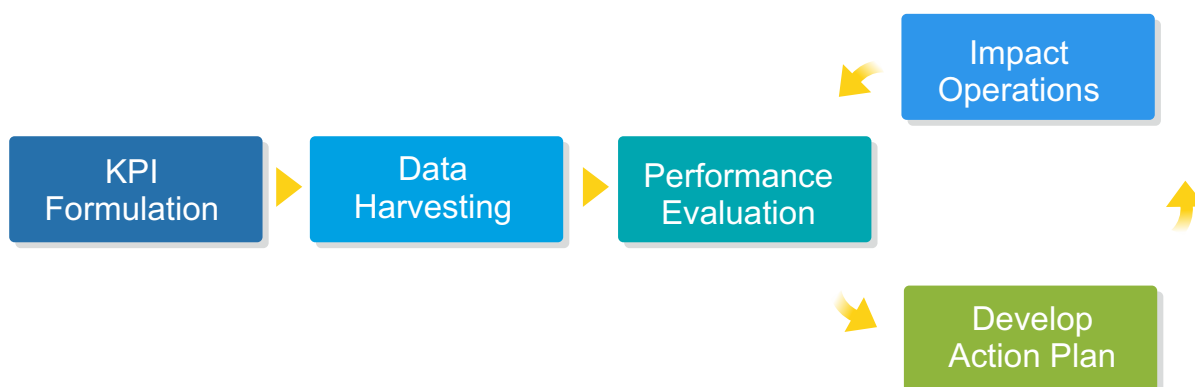 KPI
Formulation
Data
Harvesting
Performance
Evaluation
Impact
Operations
Develop
Action Plan